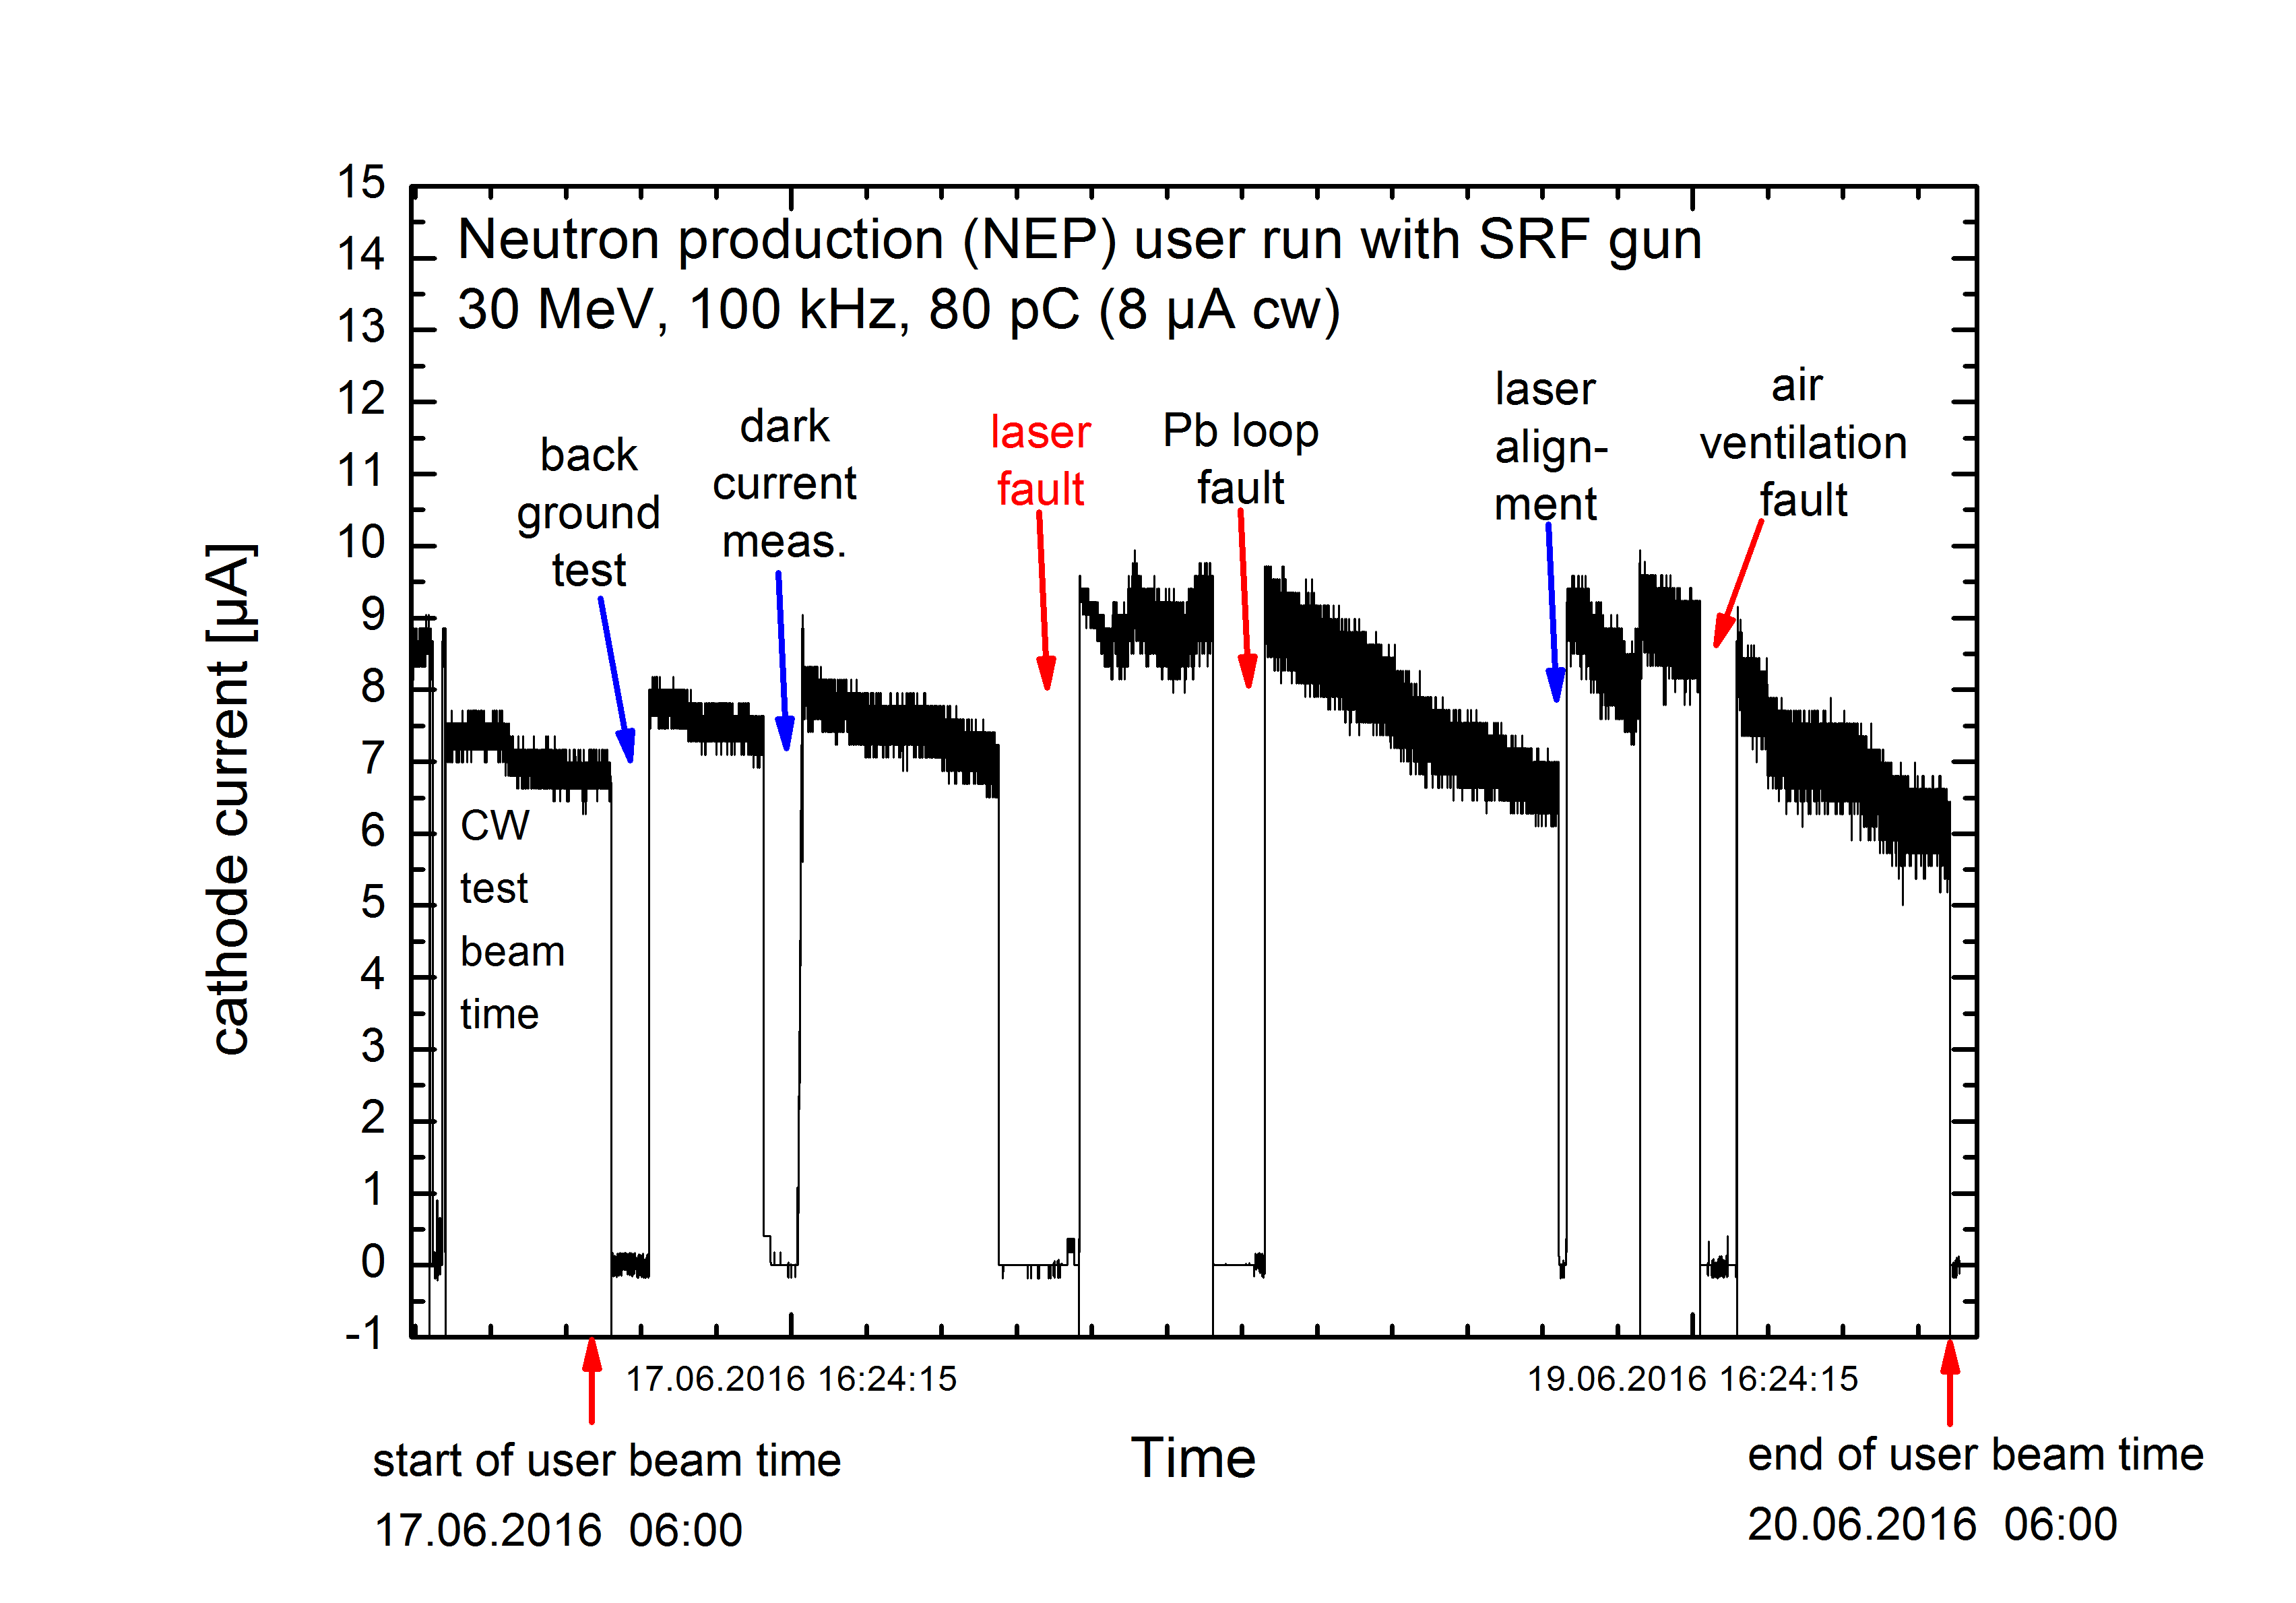 15
14
13
12
11
10
9
8
7
6
5
4
3
2
1
0
-1
cathode current [µA]
Neutron production (NEP) user run with SRF gun
30 MeV, 100 kHz, 80 pC (8 µA cw)
back
ground
test
dark
current
meas.
laser
fault
Pb loop
fault
laser
align-
ment
air
ventilation
fault
CW
test
beam
time
17.06.2016 16:24:15
19.06.2016 16:24:15
Time
start of user beam time
17.06.2016 06:00
end of user beam time
20.06.2016 06:00